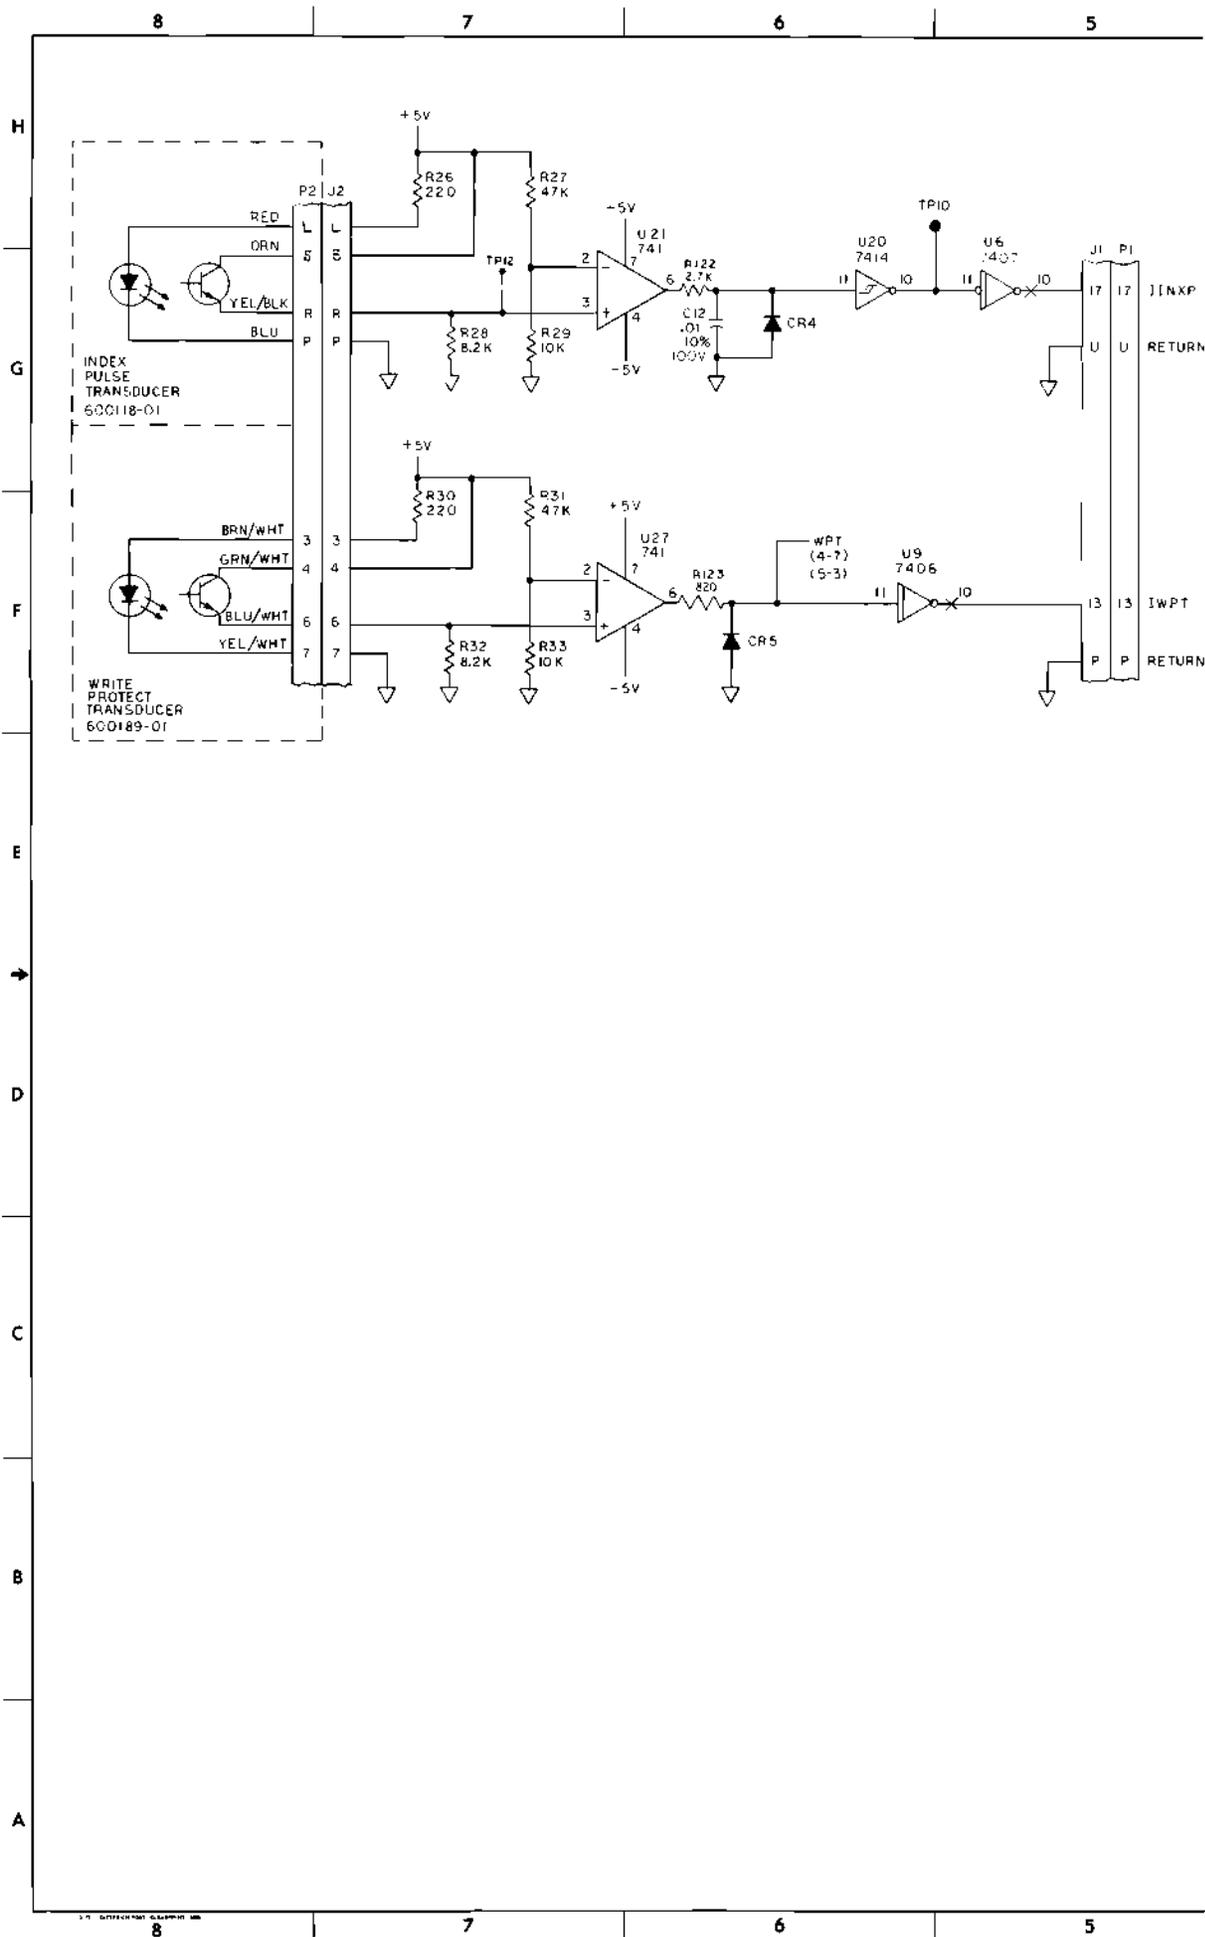 8 7 6 5
H
G
F
E
D
C
B
A
+5V
R26
220
R27
47K
P2 J2
RED
L L
ORN
S S
YEL/BLK
R R
BLU
P P
INDEX
PULSE
TRANSDUCER
600118-01
TP12
R28
8.2K
R29
10K
+5V
U21
741
2
-
7
3
+
6
4
-5V
R122
2.7K
C12
.01
10%
100V
CR4
U20
7414
11 10
TP10
U6
11 10
J1 P1
17 17 IINXP
U U RETURN
+5V
R30
220
R31
47K
BRN/WHT
3 3
GRN/WHT
4 4
BLU/WHT
6 6
YEL/WHT
7 7
WRITE
PROTECT
TRANSDUCER
600189-01
R32
8.2K
R33
10K
+5V
U27
741
2
-
7
3
+
6
4
-5V
R123
820
CR5
WPT
(4-7)
(5-3)
U9
7406
11 10
13 13 IWPT
P P RETURN
8 7 6 5